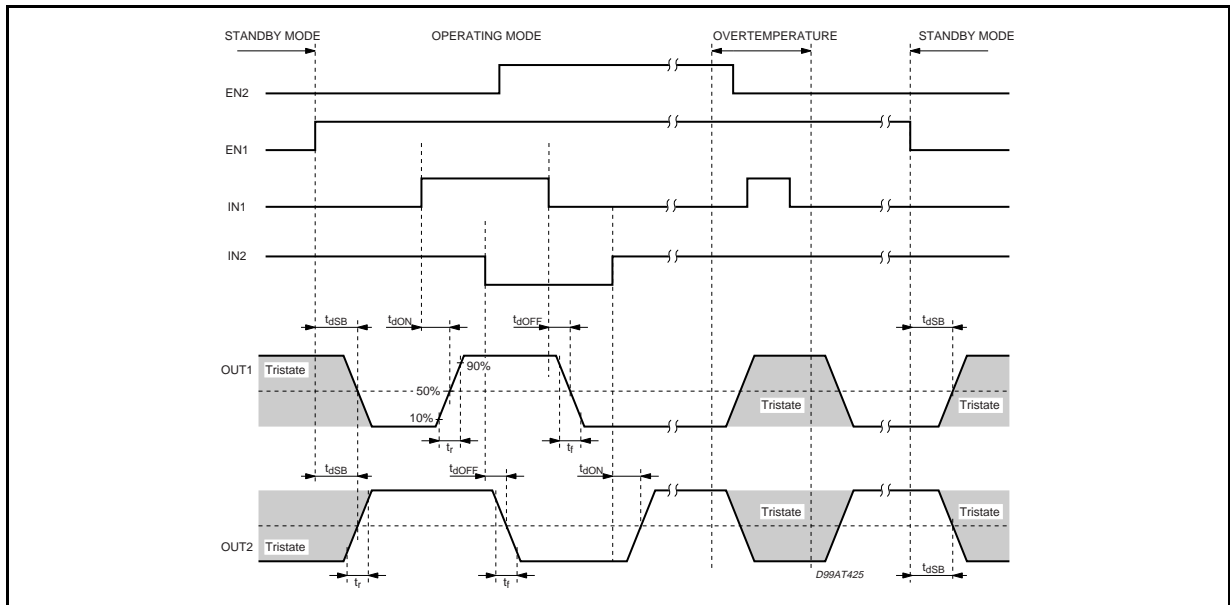 STANDBY MODE OPERATING MODE OVERTEMPERATURE STANDBY MODE
EN2
EN1
IN1
IN2
tdSB tdON tdOFF tdSB
OUT1 Tristate 90%
50%
Tristate Tristate
10%
tr tf
tdSB tdOFF tdON
Tristate Tristate
OUT2 Tristate
D99AT425
tr tf tdSB